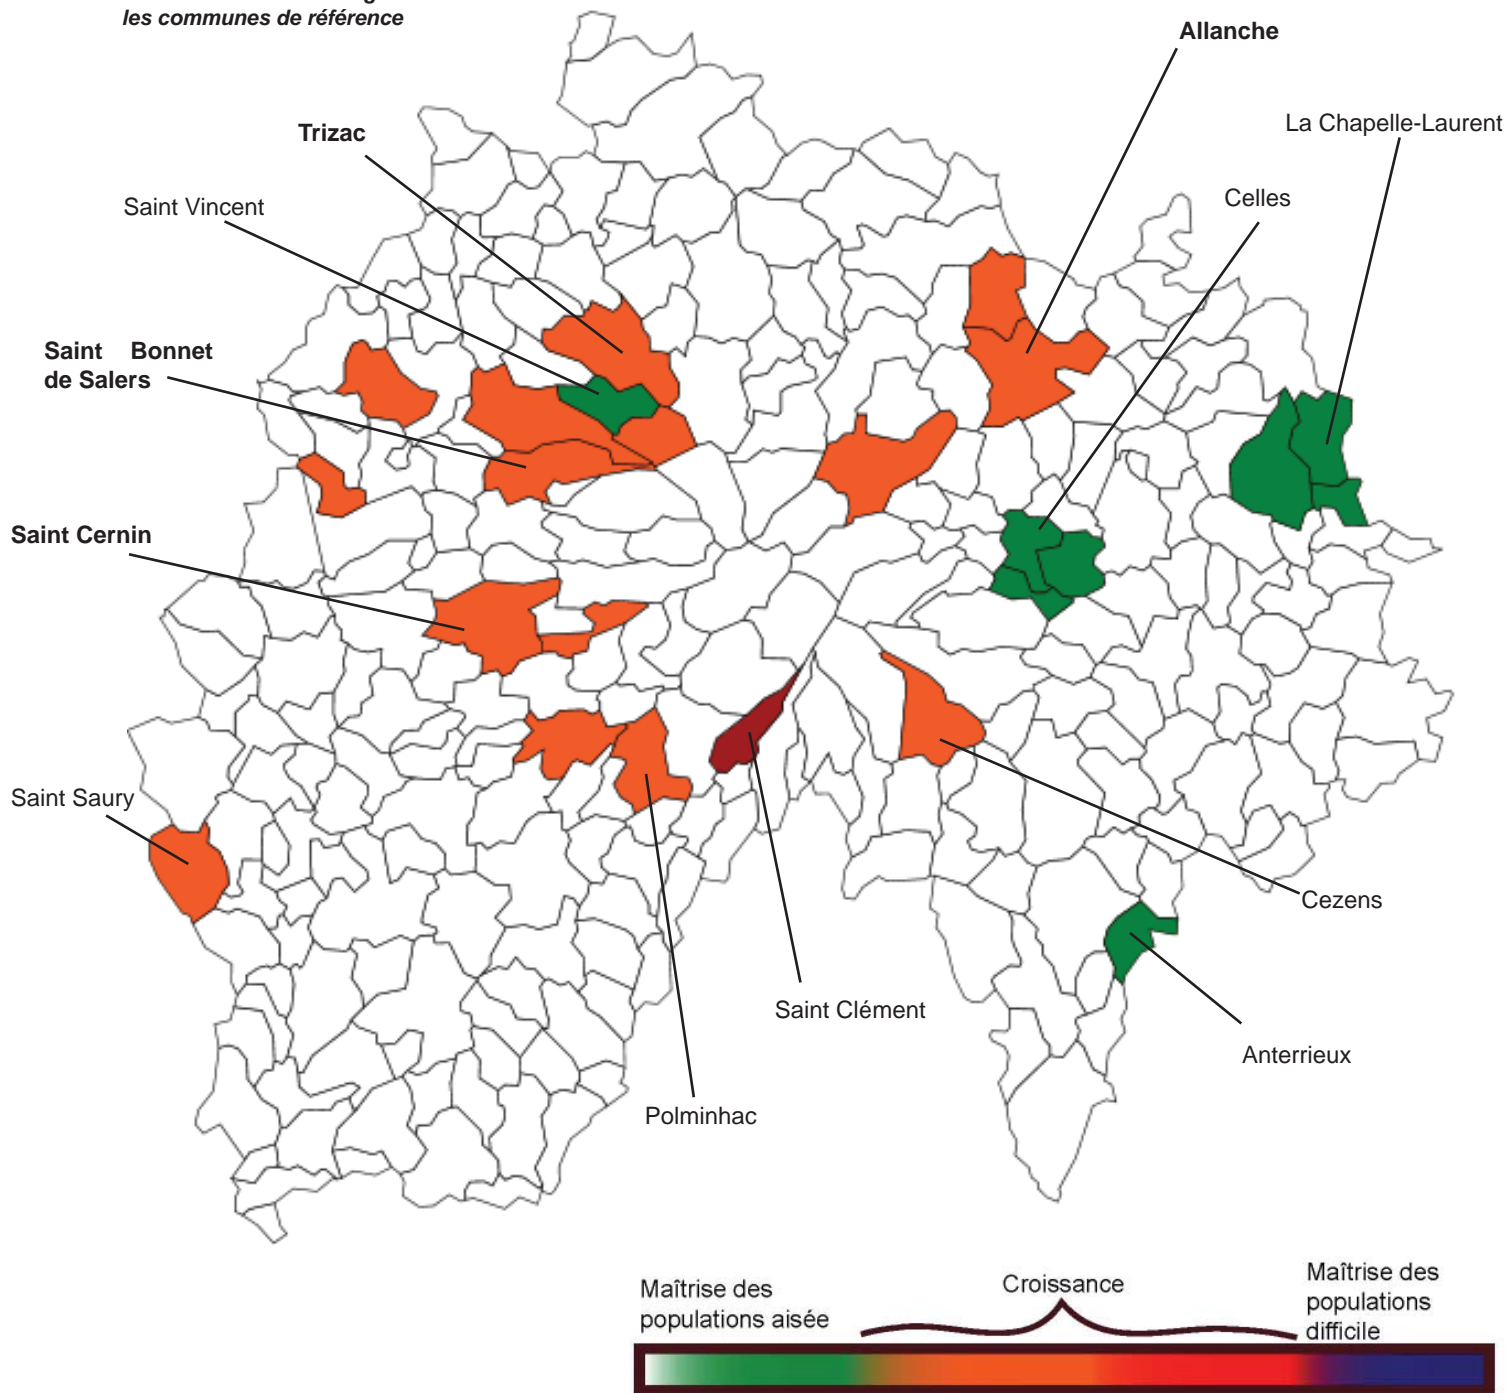 les communes de référence
Allanche
La Chapelle-Laurent
Trizac
Celles
Saint Vincent
Saint Bonnet
de Salers
Saint Cernin
Saint Saury
Cezens
Saint Clément
Anterrieux
Polminhac
Maîtrise des
populations aisée
Croissance
Maîtrise des
populations
difficile